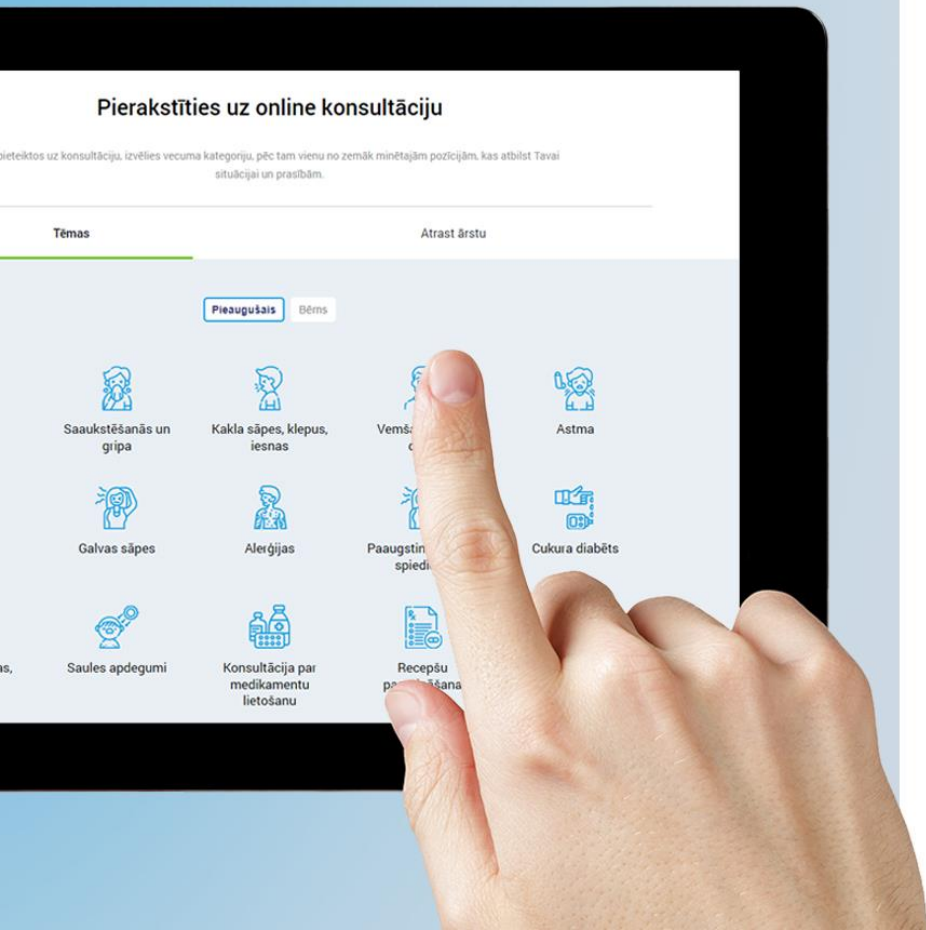 Pierakstīties uz online konsultāciju
pieteiktos uz konsultāciju, izvēlies vecuma kategoriju, pēc tam vienu no zemāk minētajām pozīcijām, kas atbilst Tavai
situācijai un prasībām.
Tēmas
Atrast ārstu
Pieaugušais
Bērns
Saaukstēšanās un
gripa
Kakla sāpes, klepus,
iesnas
Astma
Galvas sāpes
Alerģijas
Cukura diabēts
Saules apdegumi
Konsultācija par
medikamentu
lietošanu
Recepšu